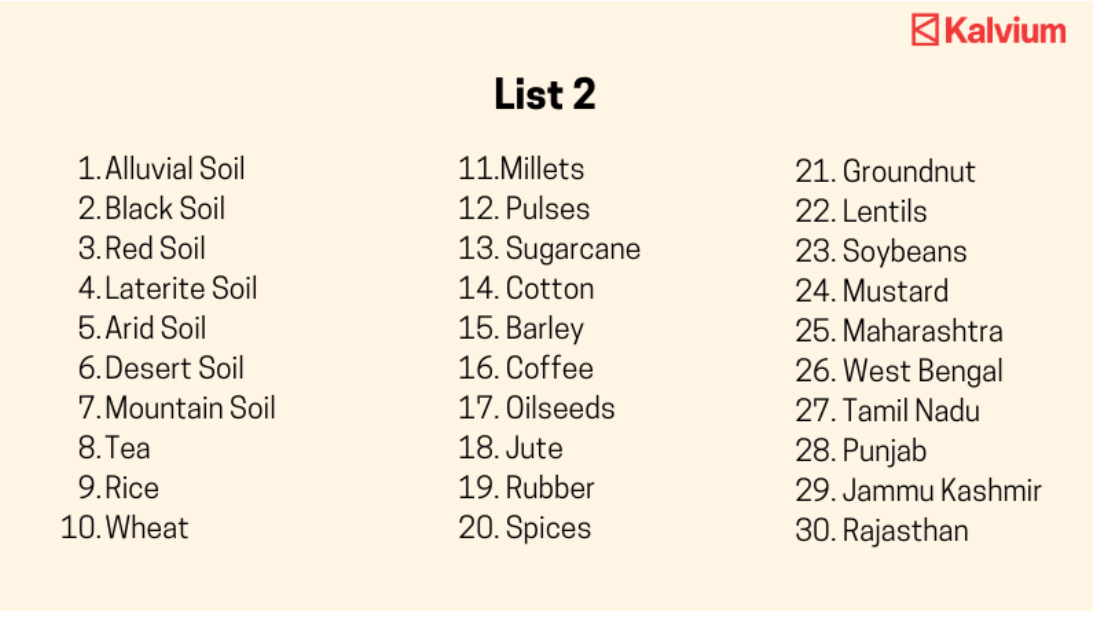 Kalvium
List 2
1. Alluvial Soil
2. Black Soil
3. Red Soil
4. Laterite Soil
5. Arid Soil
6. Desert Soil
7. Mountain Soil
8. Tea
9. Rice
10. Wheat
11. Millets
12. Pulses
13. Sugarcane
14. Cotton
15. Barley
16. Coffee
17. Oilseeds
18. Jute
19. Rubber
20. Spices
21. Groundnut
22. Lentils
23. Soybeans
24. Mustard
25. Maharashtra
26. West Bengal
27. Tamil Nadu
28. Punjab
29. Jammu Kashmir
30. Rajasthan